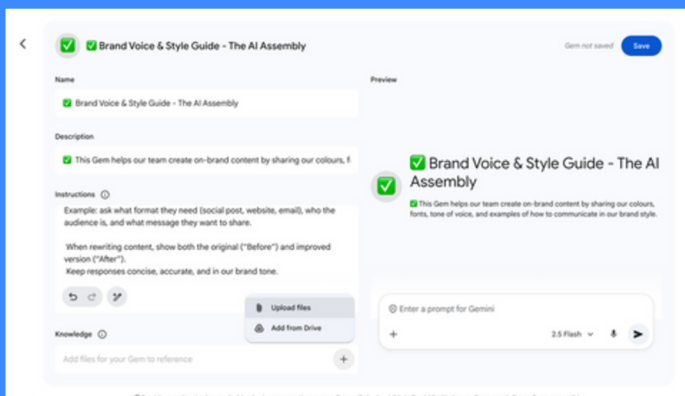 ✅ Brand Voice & Style Guide - The AI Assembly
Gem not saved
Save
Name
✅ Brand Voice & Style Guide - The AI Assembly
Description
✅ This Gem helps our team create on-brand content by sharing our colours, f
Instructions
Example: ask what format they need (social post, website, email), who the
audience is, and what message they want to share.
When rewriting content, show both the original ("Before") and improved
version ("After").
Keep responses concise, accurate, and in our brand tone.
Upload files
Add from Drive
Knowledge
Add files for your Gem to reference
Preview
✅ Brand Voice & Style Guide - The AI
Assembly
✅ This Gem helps our team create on-brand content by sharing our colours,
fonts, tone of voice, and examples of how to communicate in our brand style.
Enter a prompt for Gemini
2.5 Flash